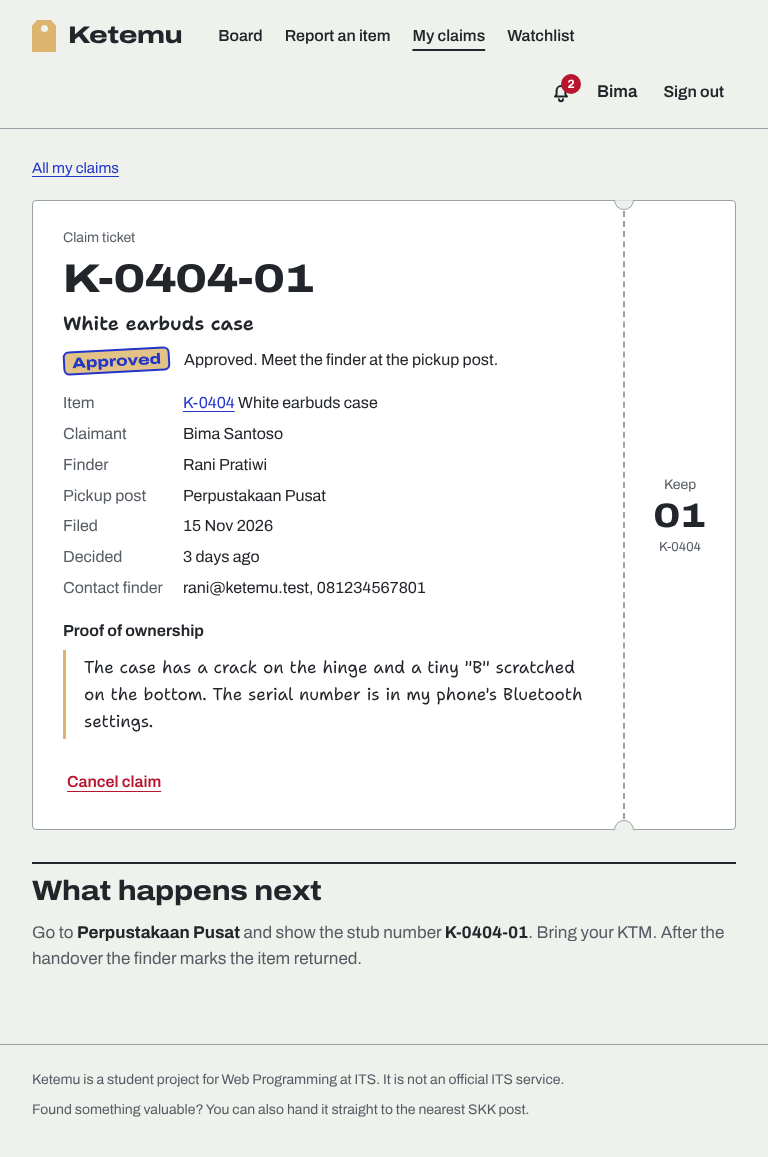 Ketemu
Board Report an item My claims Watchlist
2 Bima Sign out
All my claims
Claim ticket
K-0404-01
White earbuds case
Approved Approved. Meet the finder at the pickup post.
Item K-0404 White earbuds case
Claimant Bima Santoso
Finder Rani Pratiwi
Pickup post Perpustakaan Pusat
Filed 15 Nov 2026
Decided 3 days ago
Contact finder rani@ketemu.test, 081234567801
Proof of ownership
The case has a crack on the hinge and a tiny "B" scratched
on the bottom. The serial number is in my phone's Bluetooth
settings.
Cancel claim
Keep
01
K-0404
What happens next
Go to Perpustakaan Pusat and show the stub number K-0404-01. Bring your KTM. After the
handover the finder marks the item returned.
Ketemu is a student project for Web Programming at ITS. It is not an official ITS service.
Found something valuable? You can also hand it straight to the nearest SKK post.